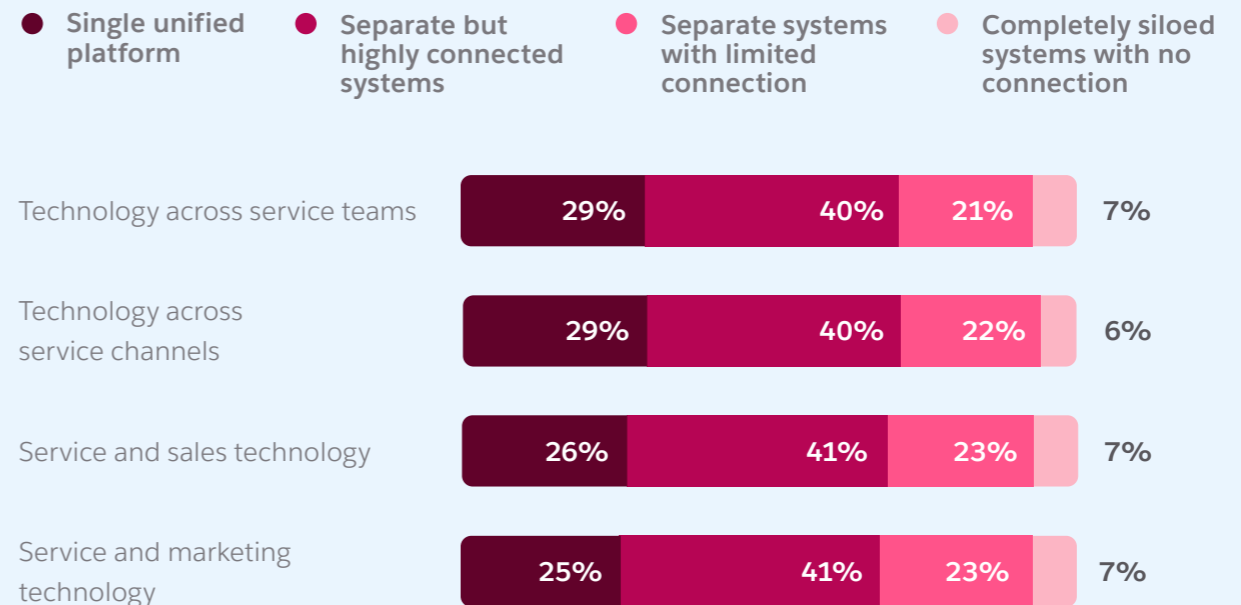 Single unified
platform
Separate but
highly connected
systems
Separate systems
with limited
connection
Completely siloed
systems with no
connection
Technology across service teams
29% 40% 21% 7%
Technology across
service channels
29% 40% 22% 6%
Service and sales technology
26% 41% 23% 7%
Service and marketing
technology
25% 41% 23% 7%